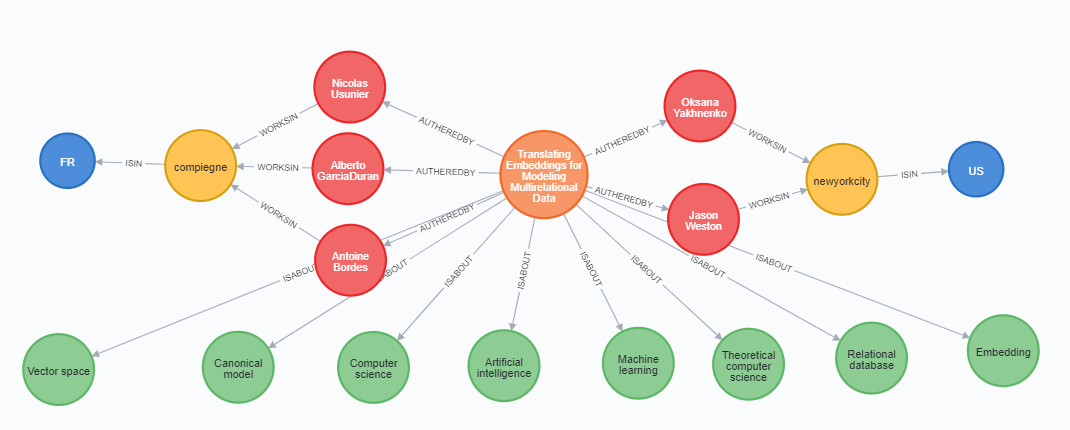 Nicolas
Usunier
Oksana
Yakhnenko
AUTHEREDBY
AUTHEREDBY
WORKSIN
WORKSIN
Translating
Embeddings for
Modeling
Multirelational
Data
FR
ISIN
compiegne
WORKSIN
Alberto
GarciaDuran
AUTHEREDBY
newyorkcity
ISIN
US
AUTHEREDBY
WORKSIN
Jason
Weston
WORKSIN
AUTHEREDBY
Antoine
Bordes
ISABOUT
ISABOUT
ISABOUT
ISABOUT
ISABOUT
ISABOUT
ISABOUT
ISABOUT
Vector space
Canonical
model
Computer
science
Artificial
intelligence
Machine
learning
Theoretical
computer
science
Relational
database
Embedding